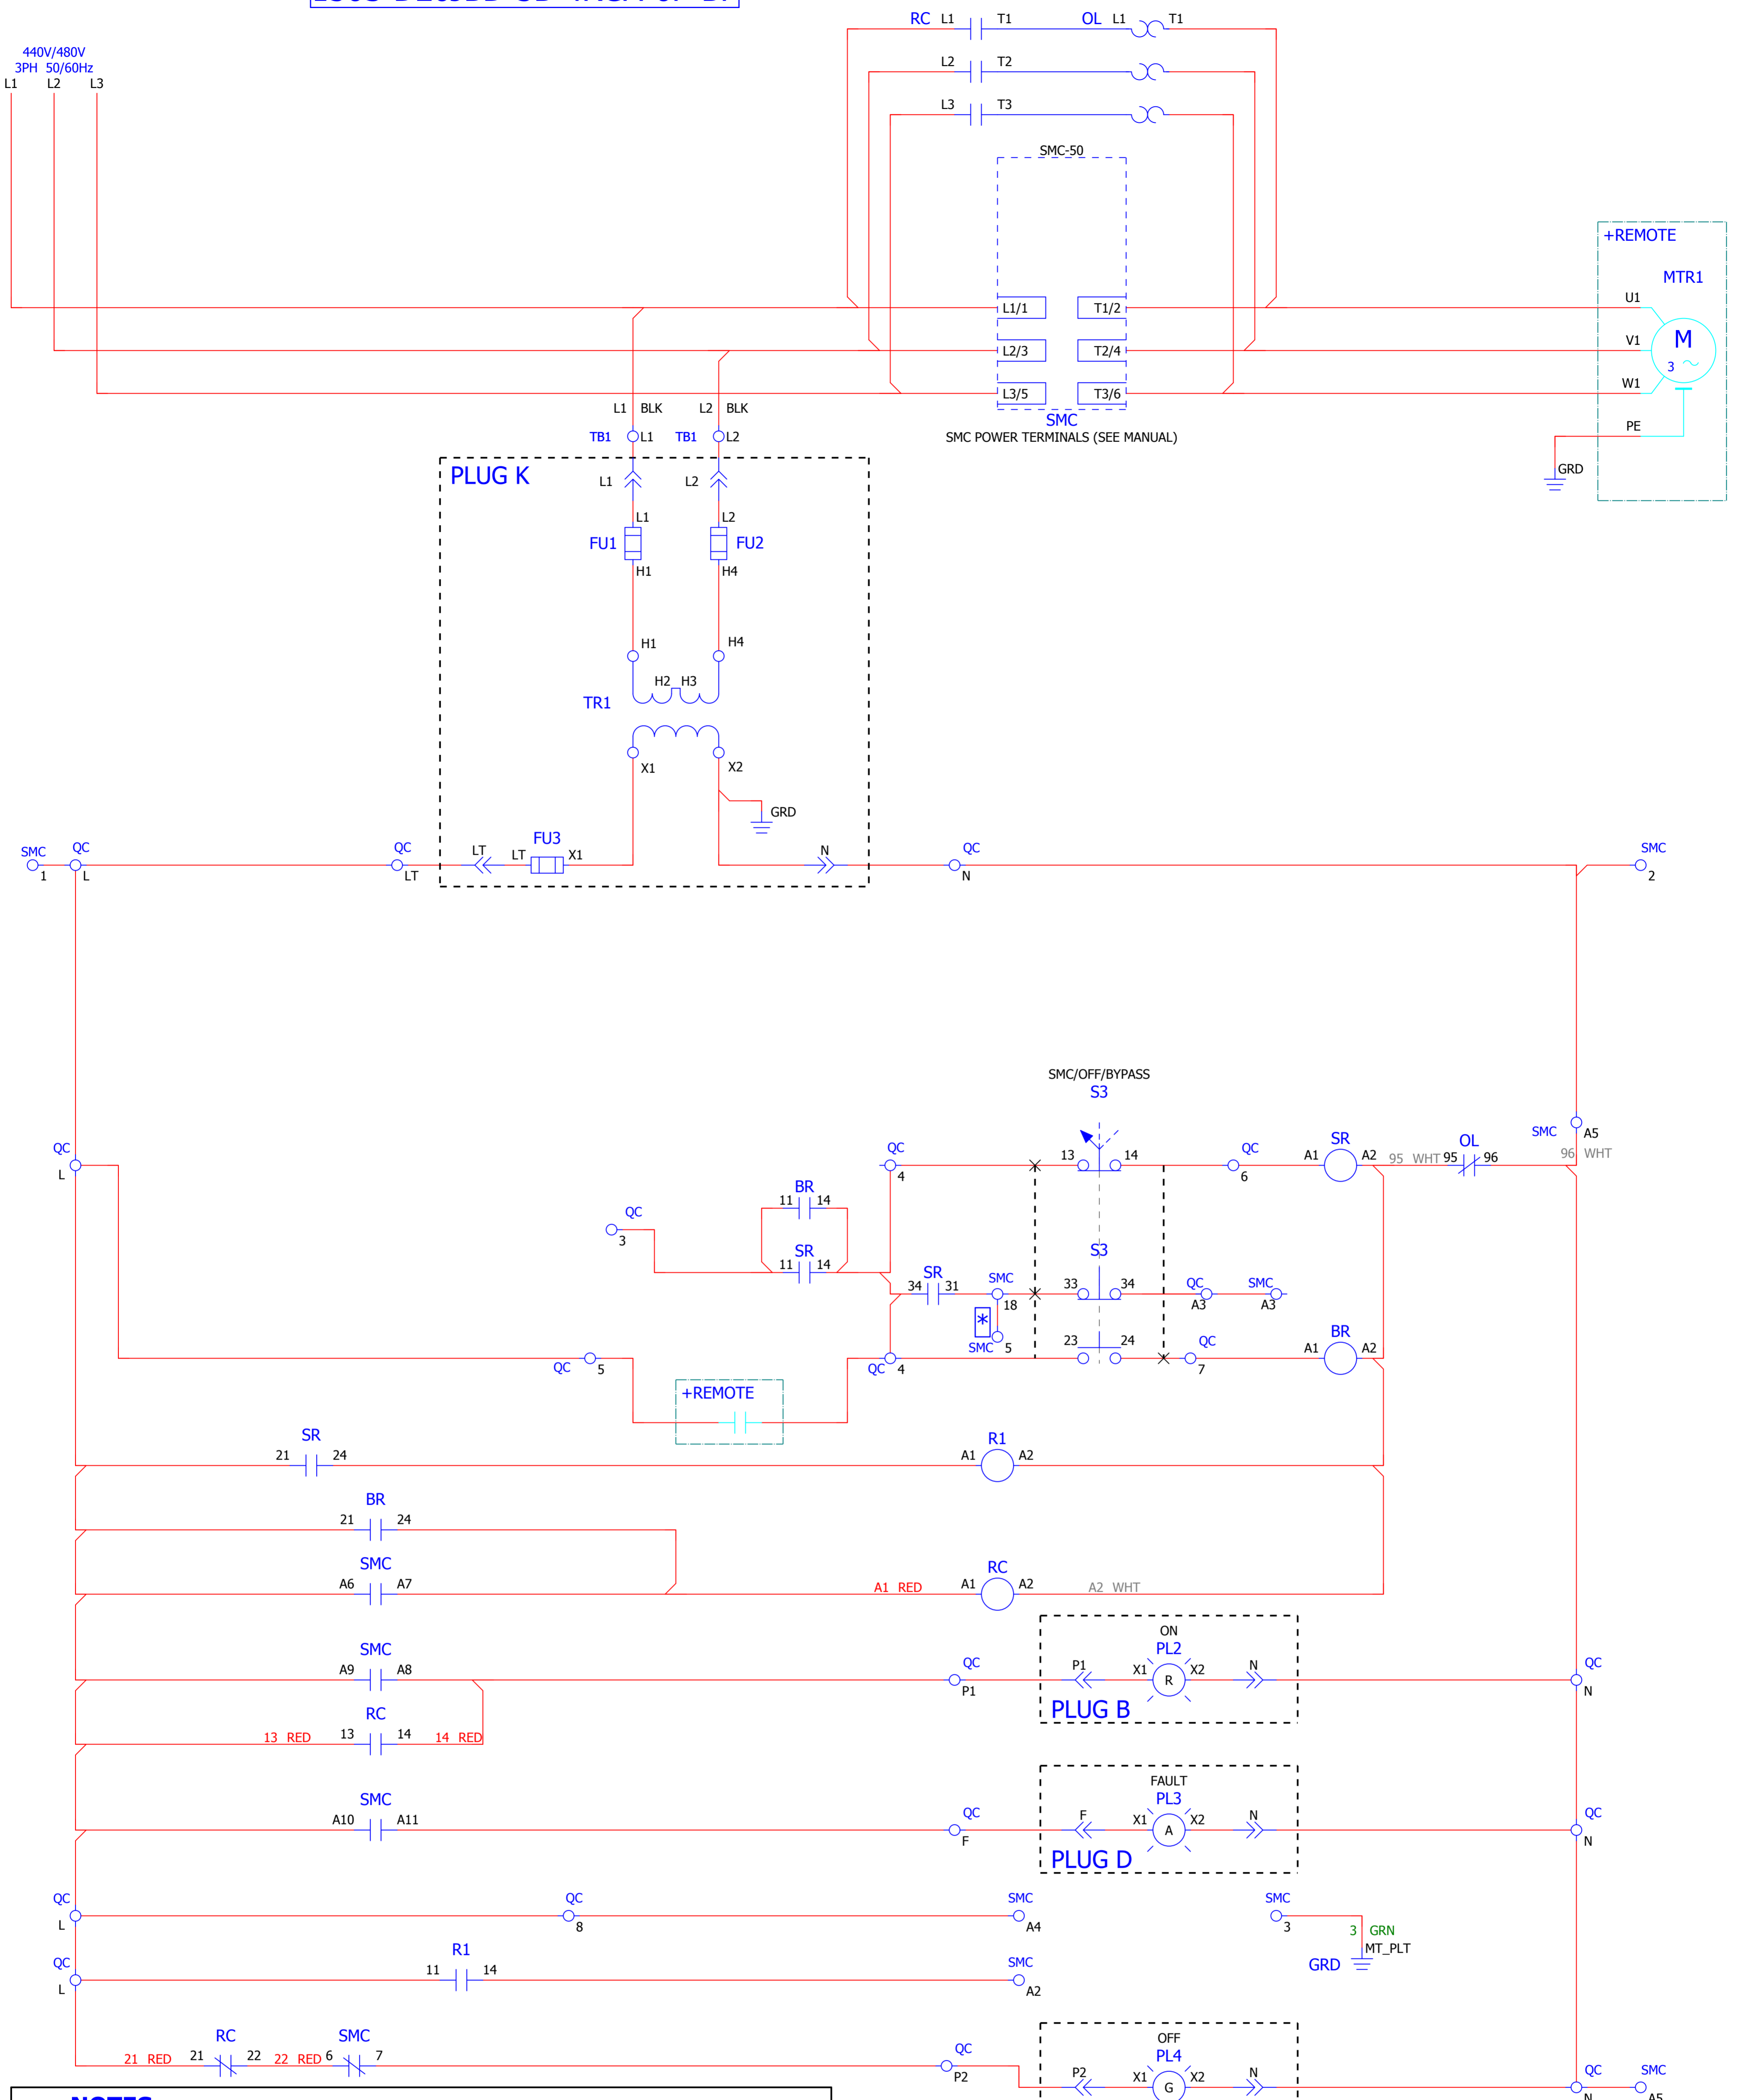 440V/480V
3PH 50/60Hz
L1 L2 L3
RC L1 T1 OL L1 T1
L2 T2
L3 T3
SMC-50
+REMOTE
MTR1
L1/1 T1/2 U1
L2/3 T2/4 V1 M
3
L3/5 T3/6 W1
L1 BLK L2 BLK
SMC
SMC POWER TERMINALS (SEE MANUAL)
PE
TB1 L1 TB1 L2
GRD
PLUG K
L1 L2
L1 L2
FU1 FU2
H1 H4
H1 H4
H2 H3
TR1
X1 X2
GRD
SMC QC QC LT LT FU3 X1 N QC SMC
1 L LT N 2
SMC/OFF/BYPASS
S3
SMC A5
QC QC 13 14 QC SR OL
A1 A2 95 WHT 95 96 96 WHT
L 4 6
BR
11 14
QC
3
SR
11 14
S3
SR
34 31 SMC 33 34 QC SMC
18 A3 A3
*
SMC 5 23 24 QC BR
A1 A2
QC 5 QC 4 7
+REMOTE
SR R1
21 24 A1 A2
BR
21 24
SMC RC
A6 A7 A1 RED A1 A2 A2 WHT
ON
SMC QC PL2 QC
A9 A8 P1 X1 R X2 N
P1 N
PLUG B
RC
13 RED 13 14 14 RED
FAULT
SMC QC PL3 QC
A10 A11 F X1 A X2 N
F N
PLUG D
QC QC SMC SMC
L 8 A4 3
3 GRN
MT_PLT
GRD
QC R1 SMC
11 14
L A2
OFF
RC SMC QC PL4
21 RED 21 22 22 RED 6 7
P2 P2 X1 G X2 N QC SMC
N A5